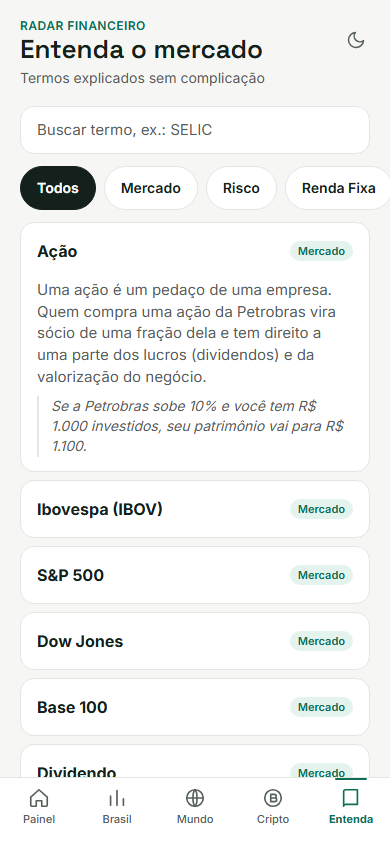 RADAR FINANCEIRO
Entenda o mercado
Termos explicados sem complicação
Buscar termo, ex.: SELIC
Todos
Mercado
Risco
Renda Fixa
Ação
Mercado
Uma ação é um pedaço de uma empresa.
Quem compra uma ação da Petrobras vira
sócio de uma fração dela e tem direito a
uma parte dos lucros (dividendos) e da
valorização do negócio.
Se a Petrobras sobe 10% e você tem R$
1.000 investidos, seu patrimônio vai para R$
1.100.
Ibovespa (IBOV)
Mercado
S&P 500
Mercado
Dow Jones
Mercado
Base 100
Mercado
Dividendo
Mercado
Painel
Brasil
Mundo
Cripto
Entenda